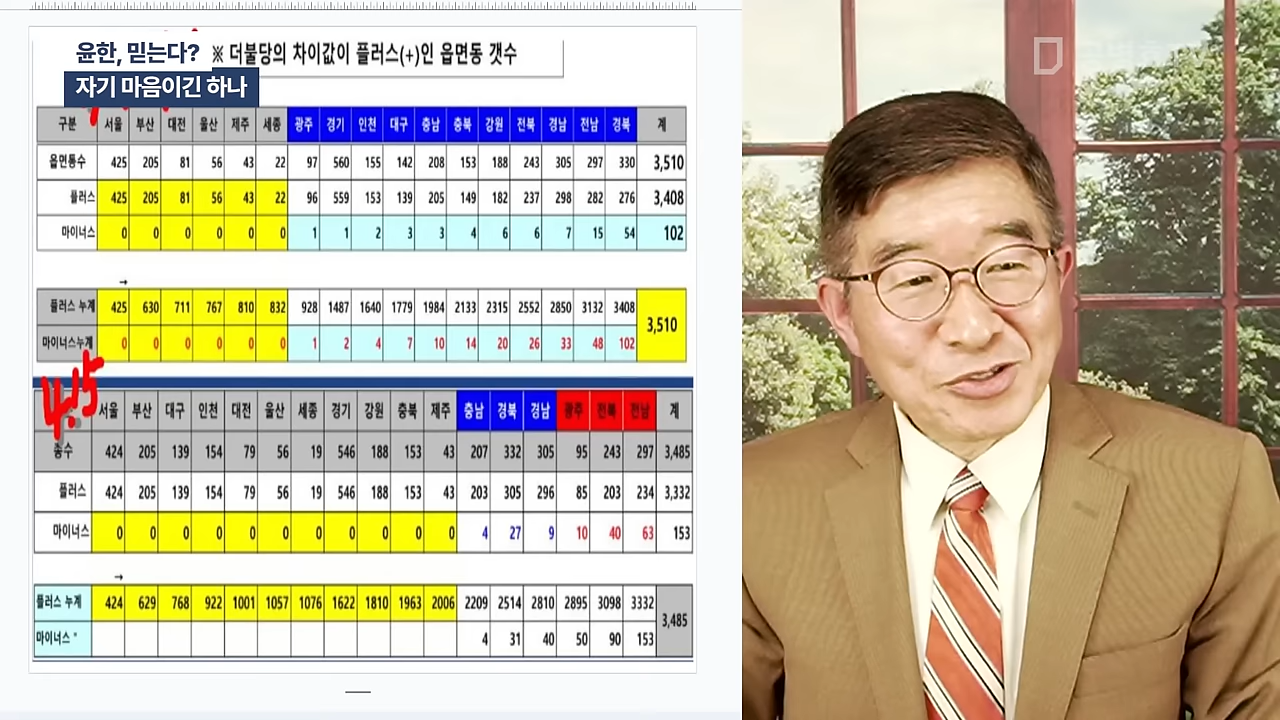 윤한, 믿는다?
자기 마음이긴 하나
※ 더불당의 차이값이 플러스(+)인 읍면동 갯수
구분 서울 부산 대전 울산 제주 세종 광주 경기 인천 대구 충남 충북 강원 전북 경남 전남 경북 계
읍면동수 425 205 81 56 43 22 97 560 155 142 208 153 188 243 305 297 330 3,510
플러스 425 205 81 56 43 22 96 559 153 139 205 149 182 237 298 282 276 3,408
마이너스 0 0 0 0 0 0 1 1 2 3 3 4 6 6 7 15 54 102
→
플러스 누계 425 630 711 767 810 832 928 1487 1640 1779 1984 2133 2315 2552 2850 3132 3408 3,510
마이너스누계 0 0 0 0 0 0 1 2 4 7 10 14 20 26 33 48 102
4.15
서울 부산 대구 인천 대전 울산 세종 경기 강원 충북 제주 충남 경북 경남 광주 전북 전남 계
총수 424 205 139 154 79 56 19 546 188 153 43 207 332 305 95 243 297 3,485
플러스 424 205 139 154 79 56 19 546 188 153 43 203 305 296 85 203 234 3,332
마이너스 0 0 0 0 0 0 0 0 0 0 0 4 27 9 10 40 63 153
→
플러스 누계 424 629 768 922 1001 1057 1076 1622 1810 1963 2006 2209 2514 2810 2895 3098 3332 3,485
마이너스 " 4 31 40 50 90 153